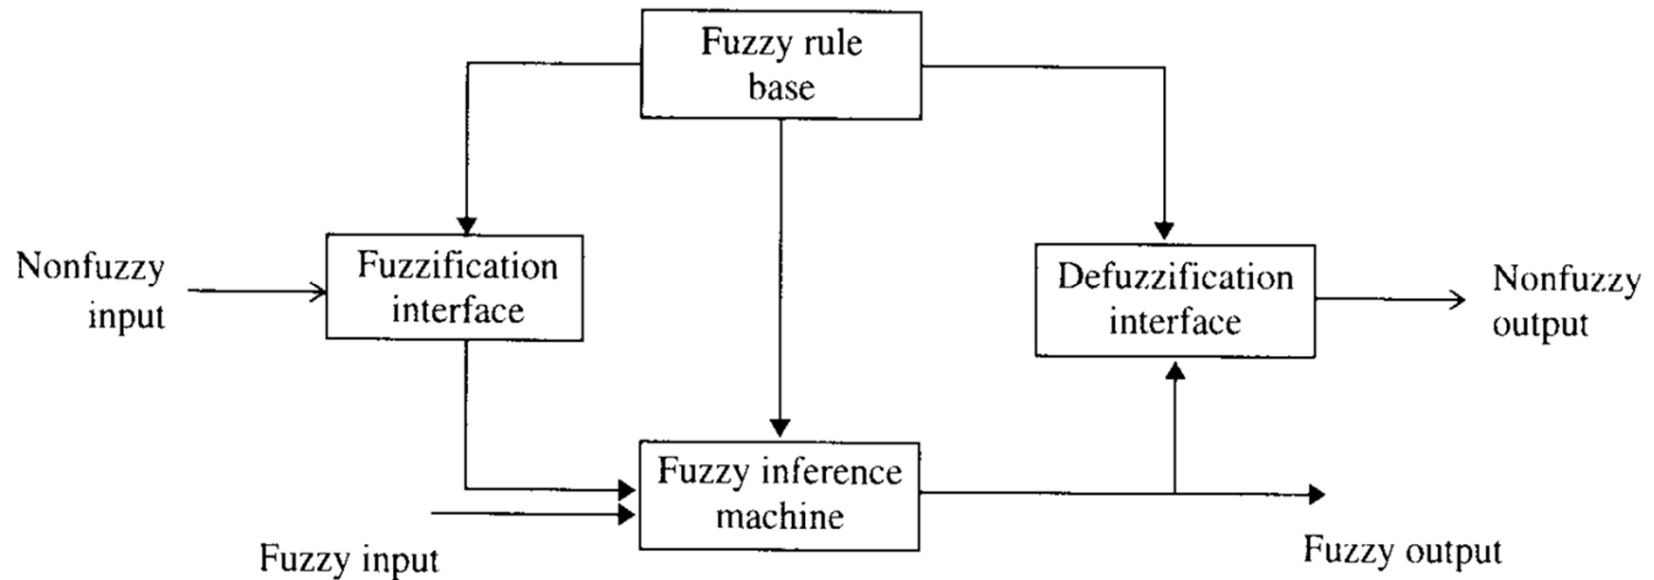 Fuzzy rule
base
Nonfuzzy
input
Fuzzification
interface
Defuzzification
interface
Nonfuzzy
output
Fuzzy inference
machine
Fuzzy input
Fuzzy output